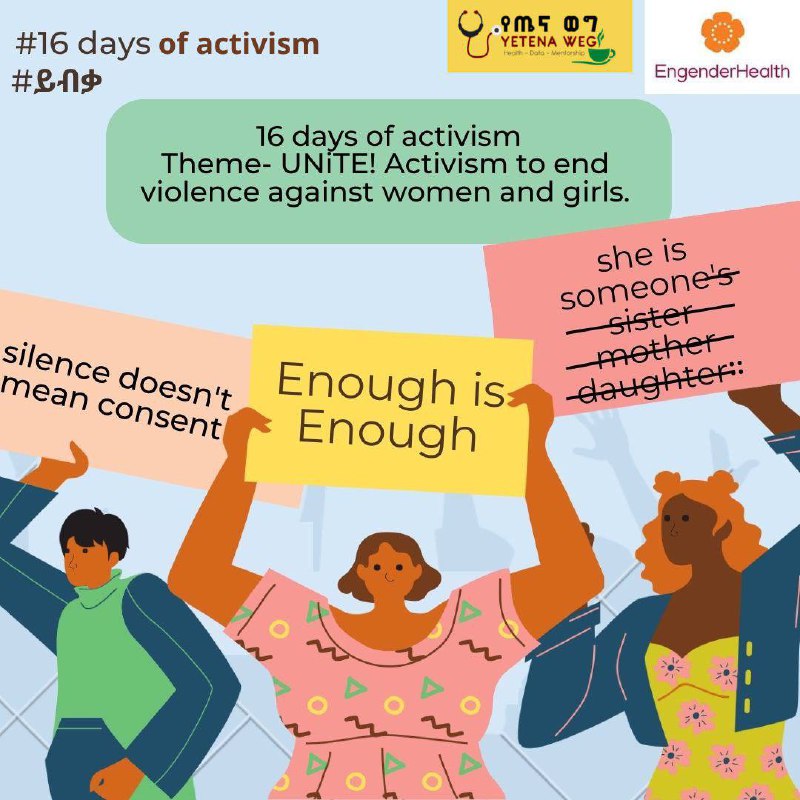 #16 days of activism
#ይብቃ
የጤና ወግ
YETENA WEG
Health - Data - Mentorship
EngenderHealth
16 days of activism
Theme- UNiTE! Activism to end
violence against women and girls.
silence doesn't
mean consent
Enough is
Enough
she is
someone's
sister
mother
daughter::